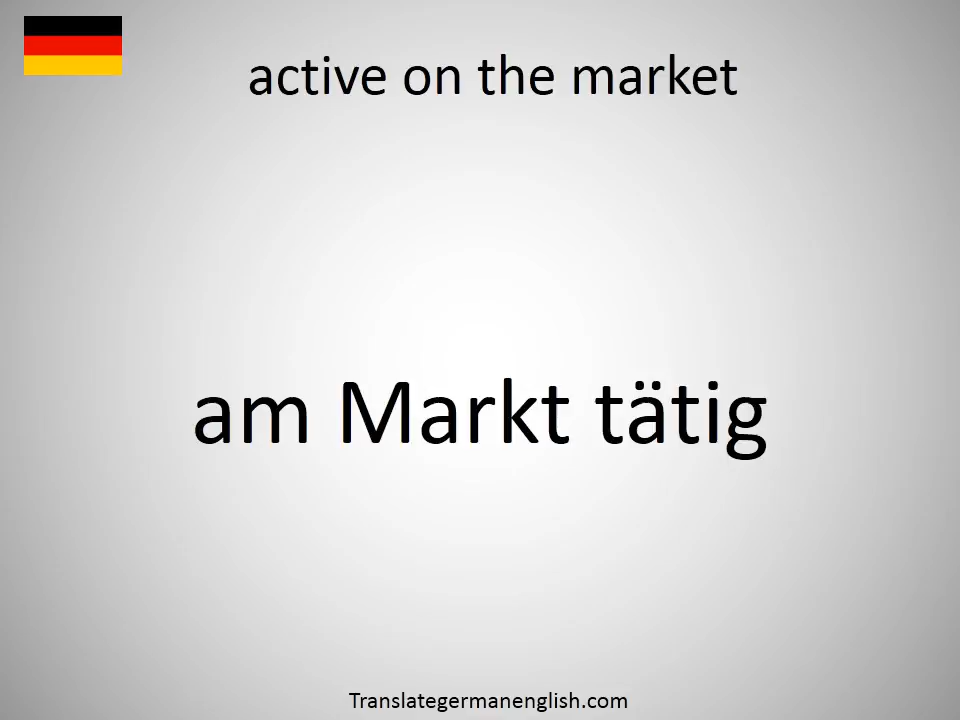 active on the market
am Markt tätig
Translategermanenglish.com